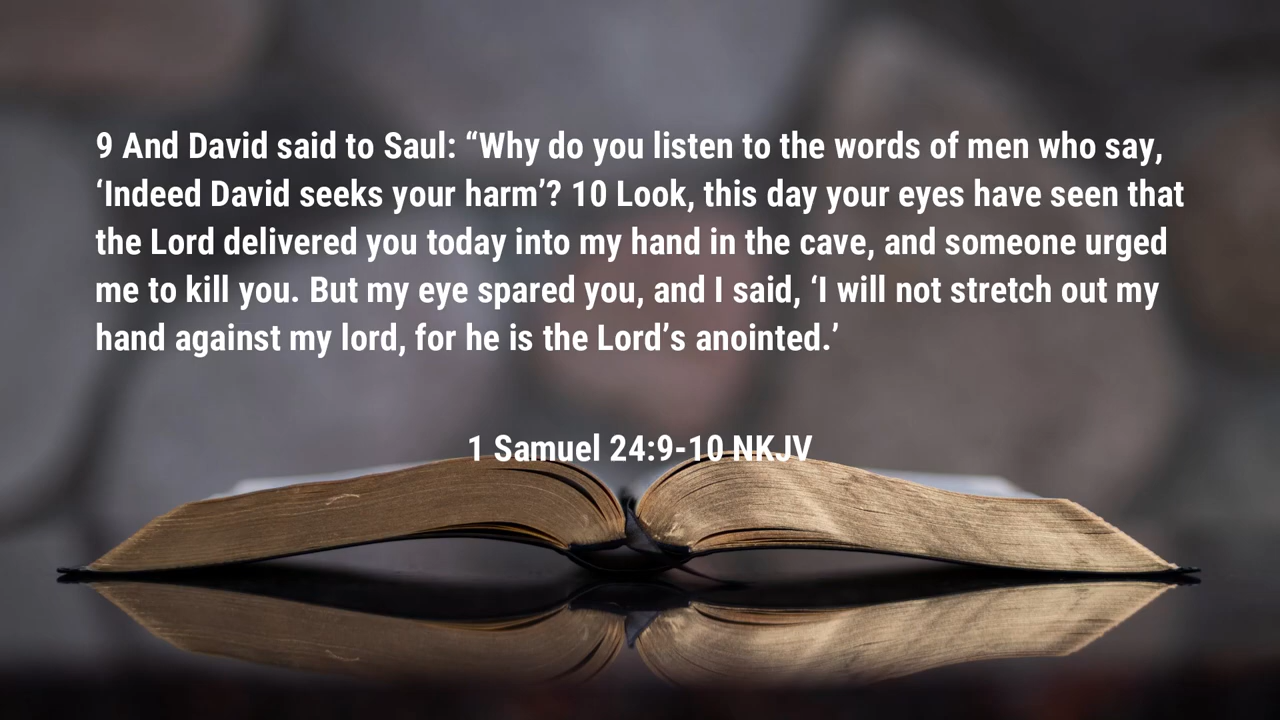 9 And David said to Saul: “Why do you listen to the words of men who say,
‘Indeed David seeks your harm’? 10 Look, this day your eyes have seen that
the Lord delivered you today into my hand in the cave, and someone urged
me to kill you. But my eye spared you, and I said, ‘I will not stretch out my
hand against my lord, for he is the Lord’s anointed.’
1 Samuel 24:9-10 NKJV